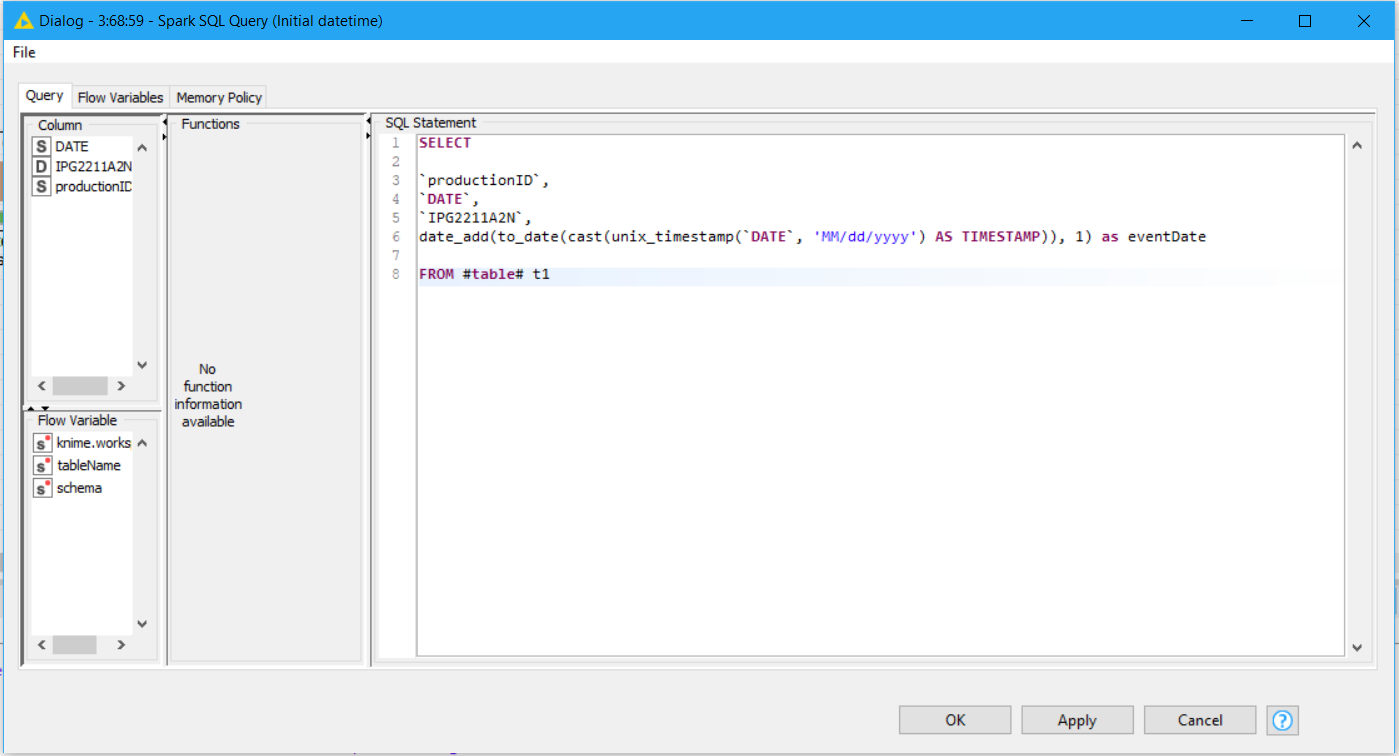 Dialog - 3:68:59 - Spark SQL Query (Initial datetime)
File
Query Flow Variables Memory Policy
Column
S DATE
D IPG2211A2N
S productionID
Flow Variable
s knime.works
s tableName
s schema
Functions
No
function
information
available
SQL Statement
1 SELECT
2
3 `productionID`,
4 `DATE`,
5 `IPG2211A2N`,
6 date_add(to_date(cast(unix_timestamp(`DATE`, 'MM/dd/yyyy') AS TIMESTAMP)), 1) as eventDate
7
8 FROM #table# t1
OK Apply Cancel ?